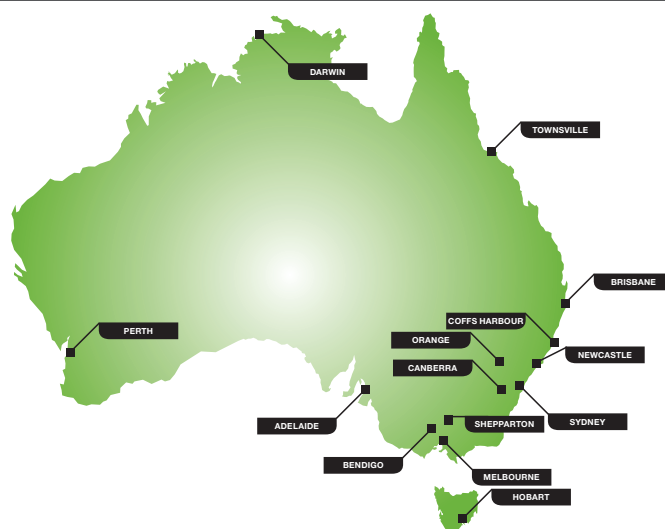 DARWIN
TOWNSVILLE
BRISBANE
COFFS HARBOUR
PERTH
ORANGE
NEWCASTLE
CANBERRA
ADELAIDE
SHEPPARTON
SYDNEY
BENDIGO
MELBOURNE
HOBART